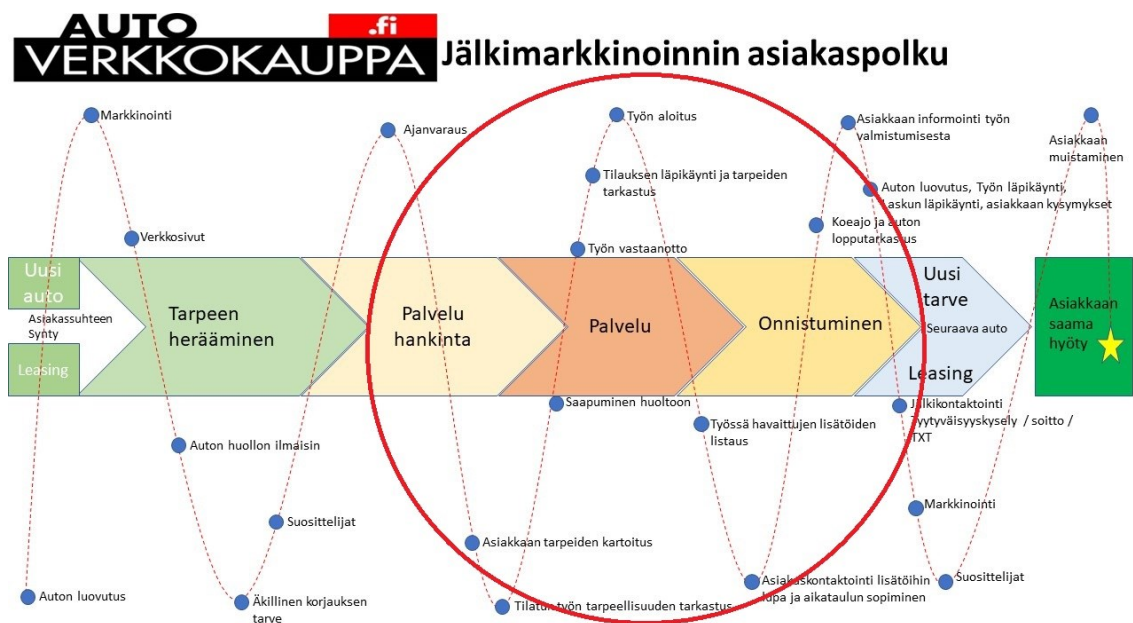 AUTO .fi
VERKKOKAUPPA
Jälkimarkkinoinnin asiakaspolku
Markkinointi
Ajanvaraus
Työn aloitus
Asiakkaan informointi työn
valmistumisesta
Asiakkaan
muistaminen
Tilauksen läpikäynti ja tarpeiden
tarkastus
Auton luovutus, Työn läpikäynti,
Laskun läpikäynti, asiakkaan kysymykset
Verkkosivut
Työn vastaanotto
Koeajo ja auton
lopputarkastus
Uusi
auto
Asiakassuhteen
Synty
Leasing
Tarpeen
herääminen
Palvelu
hankinta
Palvelu
Onnistuminen
Uusi
tarve
Seuraava auto
Leasing
Asiakkaan
saama
hyöty
Saapuminen huoltoon
Työssä havaittujen lisätöiden
listaus
Jälkikontaktointi
Tyytyväisyyskysely / soitto /
TXT
Auton huollon ilmaisin
Suosittelijat
Markkinointi
Asiakkaan tarpeiden kartoitus
Auton luovutus
Äkillinen korjauksen
tarve
Tilatun työn tarpeellisuuden tarkastus
Asiakaskontaktointi lisätöihin
lupa ja aikataulun sopiminen
Suosittelijat